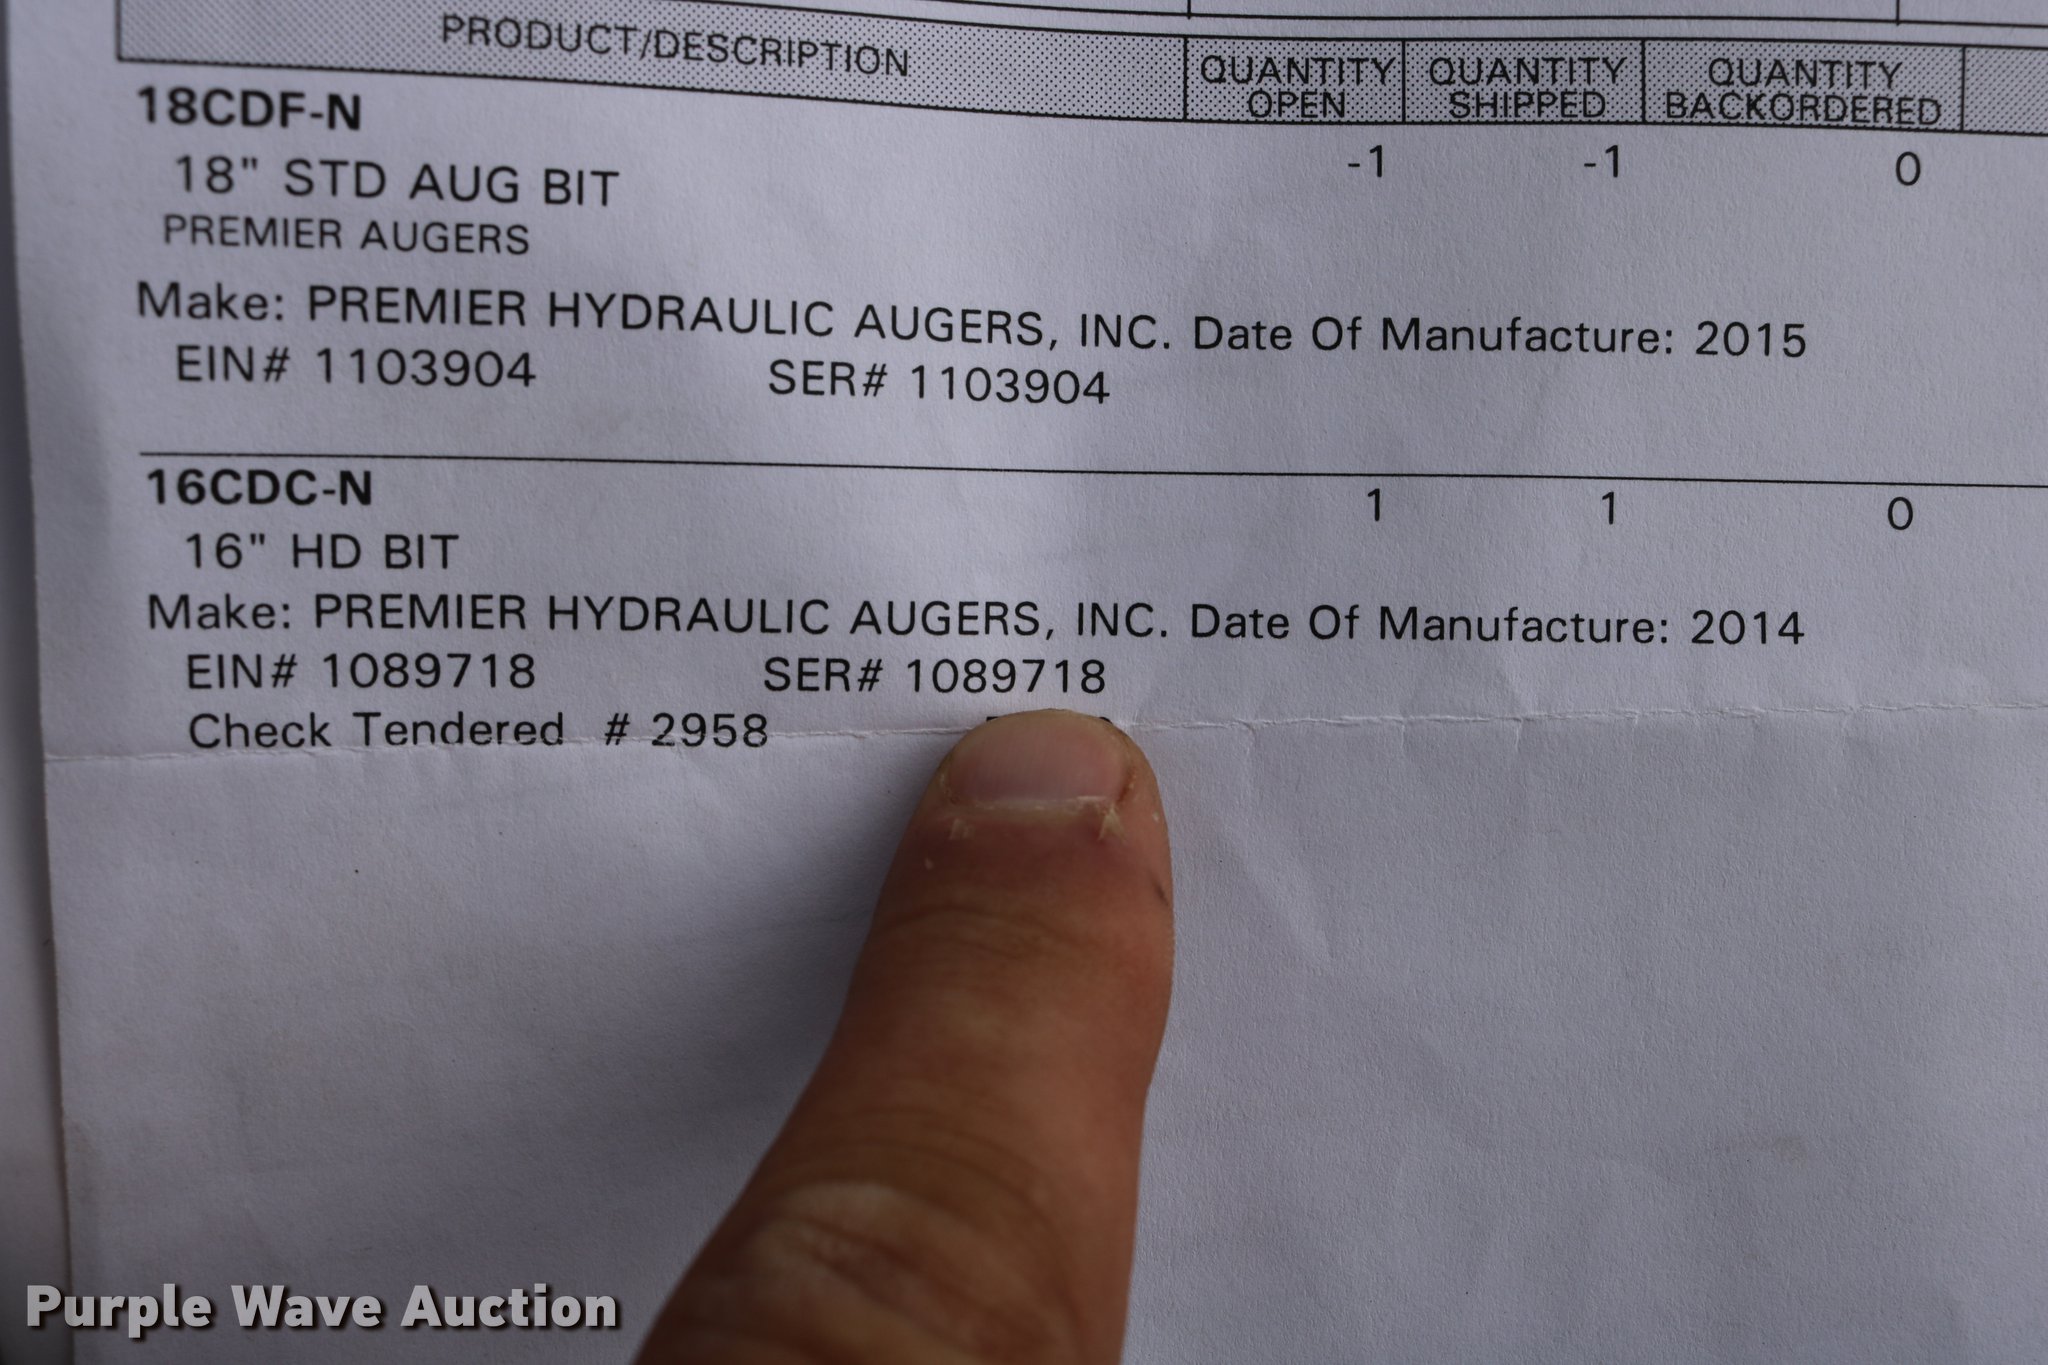 PRODUCT/DESCRIPTION QUANTITY OPEN QUANTITY SHIPPED QUANTITY BACKORDERED
18CDF-N -1 -1 0
18" STD AUG BIT
PREMIER AUGERS
Make: PREMIER HYDRAULIC AUGERS, INC. Date Of Manufacture: 2015
EIN# 1103904 SER# 1103904
16CDC-N 1 1 0
16" HD BIT
Make: PREMIER HYDRAULIC AUGERS, INC. Date Of Manufacture: 2014
EIN# 1089718 SER# 1089718
Check Tendered # 2958
Purple Wave Auction